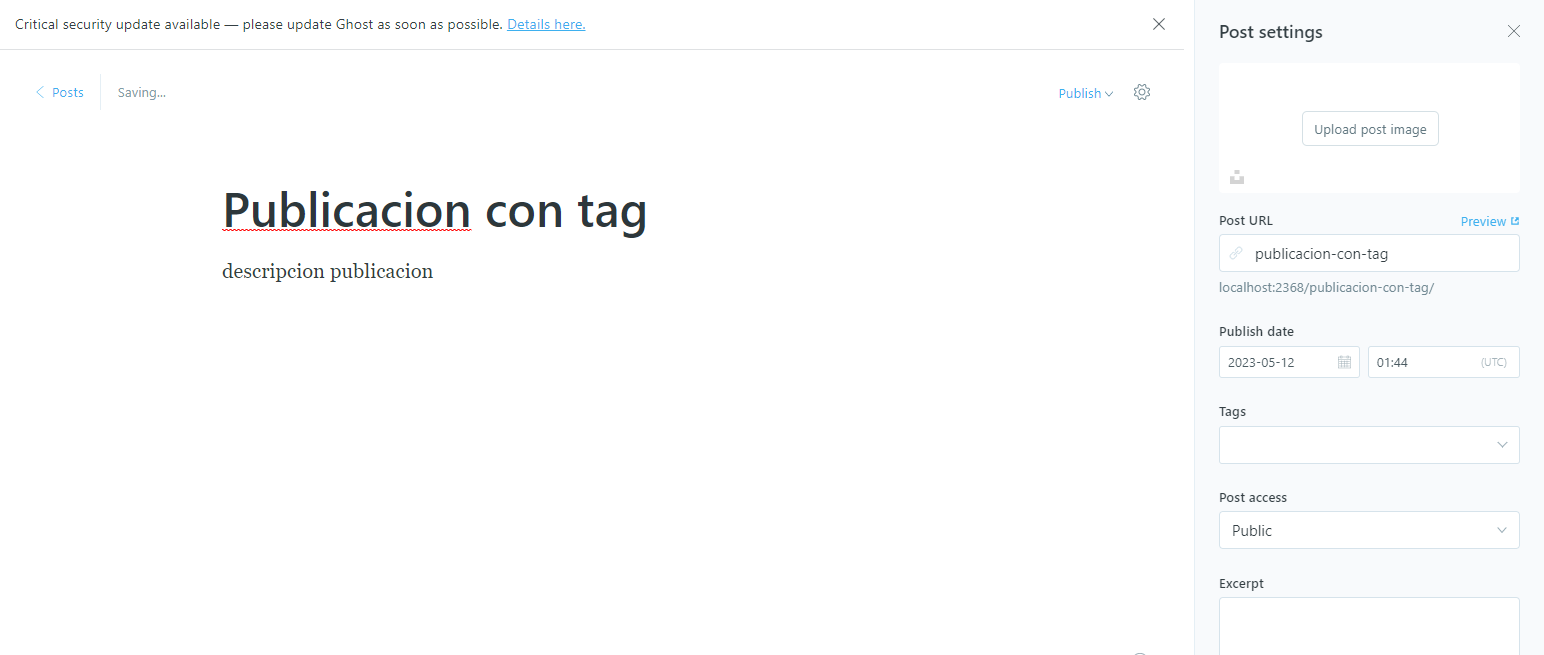 Critical security update available — please update Ghost as soon as possible. Details here.
Posts
Saving...
Publish
Publicacion con tag
descripcion publicacion
Post settings
Upload post image
Post URL
Preview
publicacion-con-tag
localhost:2368/publicacion-con-tag/
Publish date
2023-05-12
01:44
(UTC)
Tags
Post access
Public
Excerpt